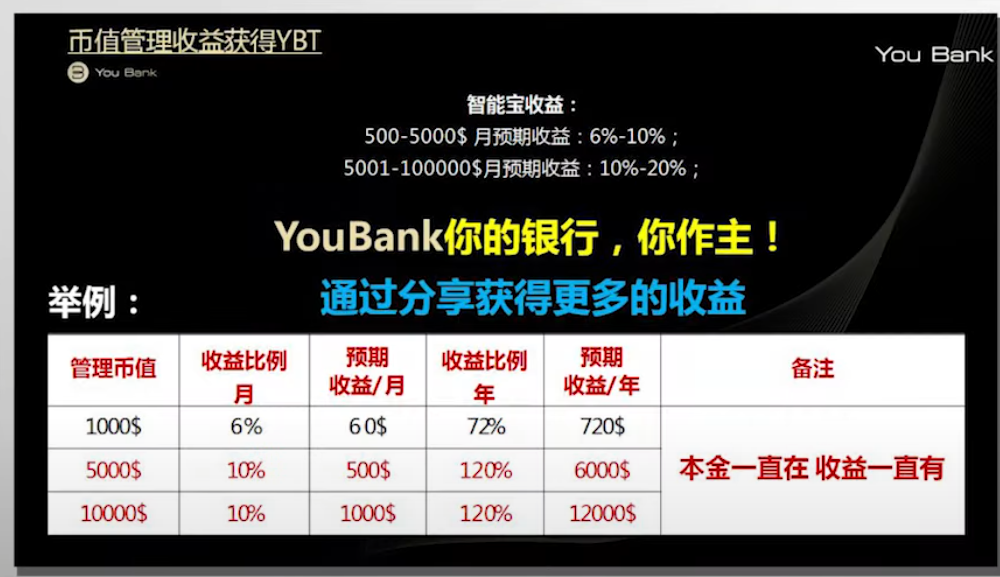 币值管理收益获得YBT
You Bank
You Bank
智能宝收益：
500-5000$ 月预期收益：6%-10%；
5001-100000$月预期收益：10%-20%；
YouBank你的银行，你作主！
通过分享获得更多的收益
举例：
管理币值 收益比例月 预期收益/月 收益比例年 预期收益/年 备注
1000$ 6% 60$ 72% 720$
5000$ 10% 500$ 120% 6000$
本金一直在 收益一直有
10000$ 10% 1000$ 120% 12000$